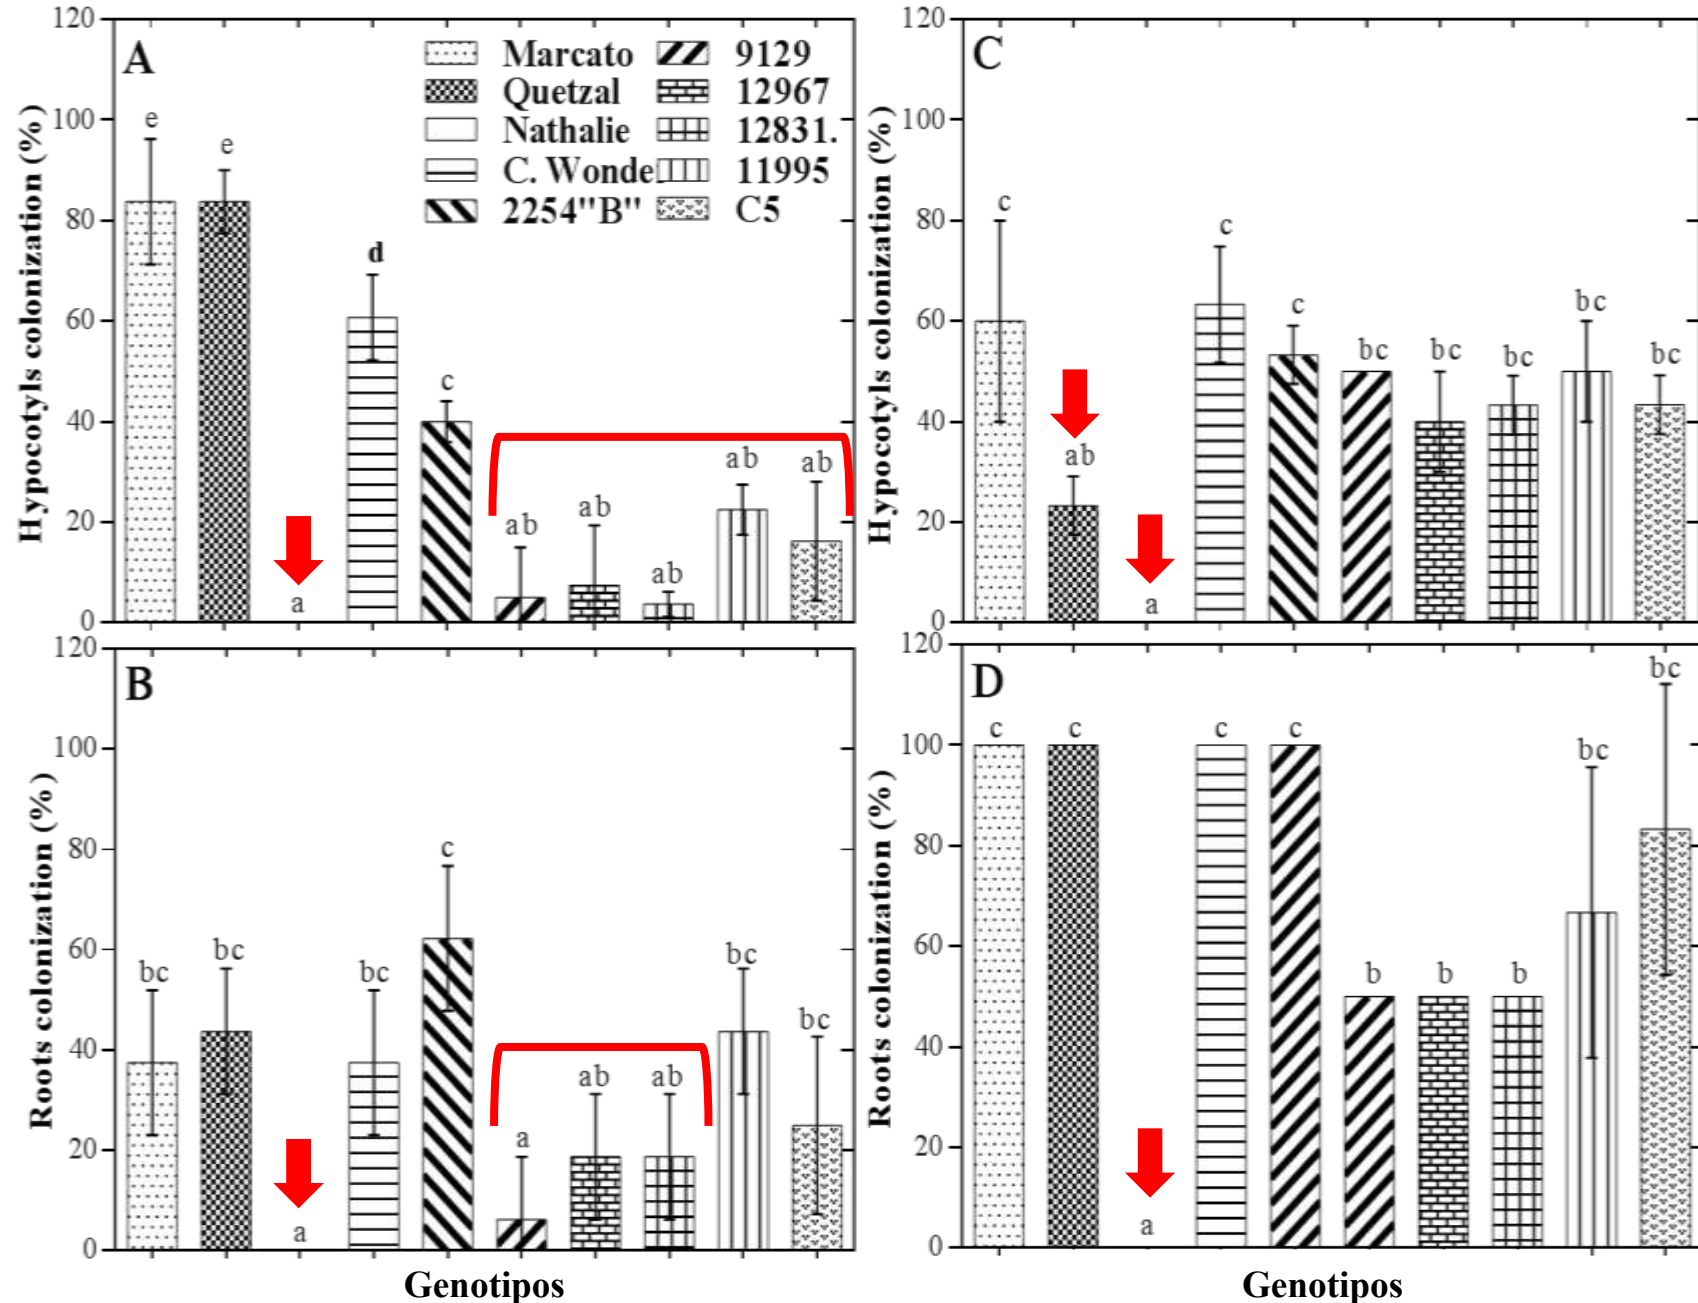 A
Hypocotyls colonization (%)
120
100
80
60
40
20
0
Marcato
Quetzal
Nathalie
C. Wonde
2254"B"
9129
12967
12831.
11995
C5
e
e
a
d
c
ab
ab
ab
ab
ab
C
Hypocotyls colonization (%)
120
100
80
60
40
20
0
c
ab
a
c
c
bc
bc
bc
bc
bc
B
Roots colonization (%)
120
100
80
60
40
20
0
bc
bc
a
bc
c
a
ab
ab
bc
bc
Genotipos
D
Roots colonization (%)
120
100
80
60
40
20
0
c
c
a
c
c
b
b
b
bc
bc
Genotipos